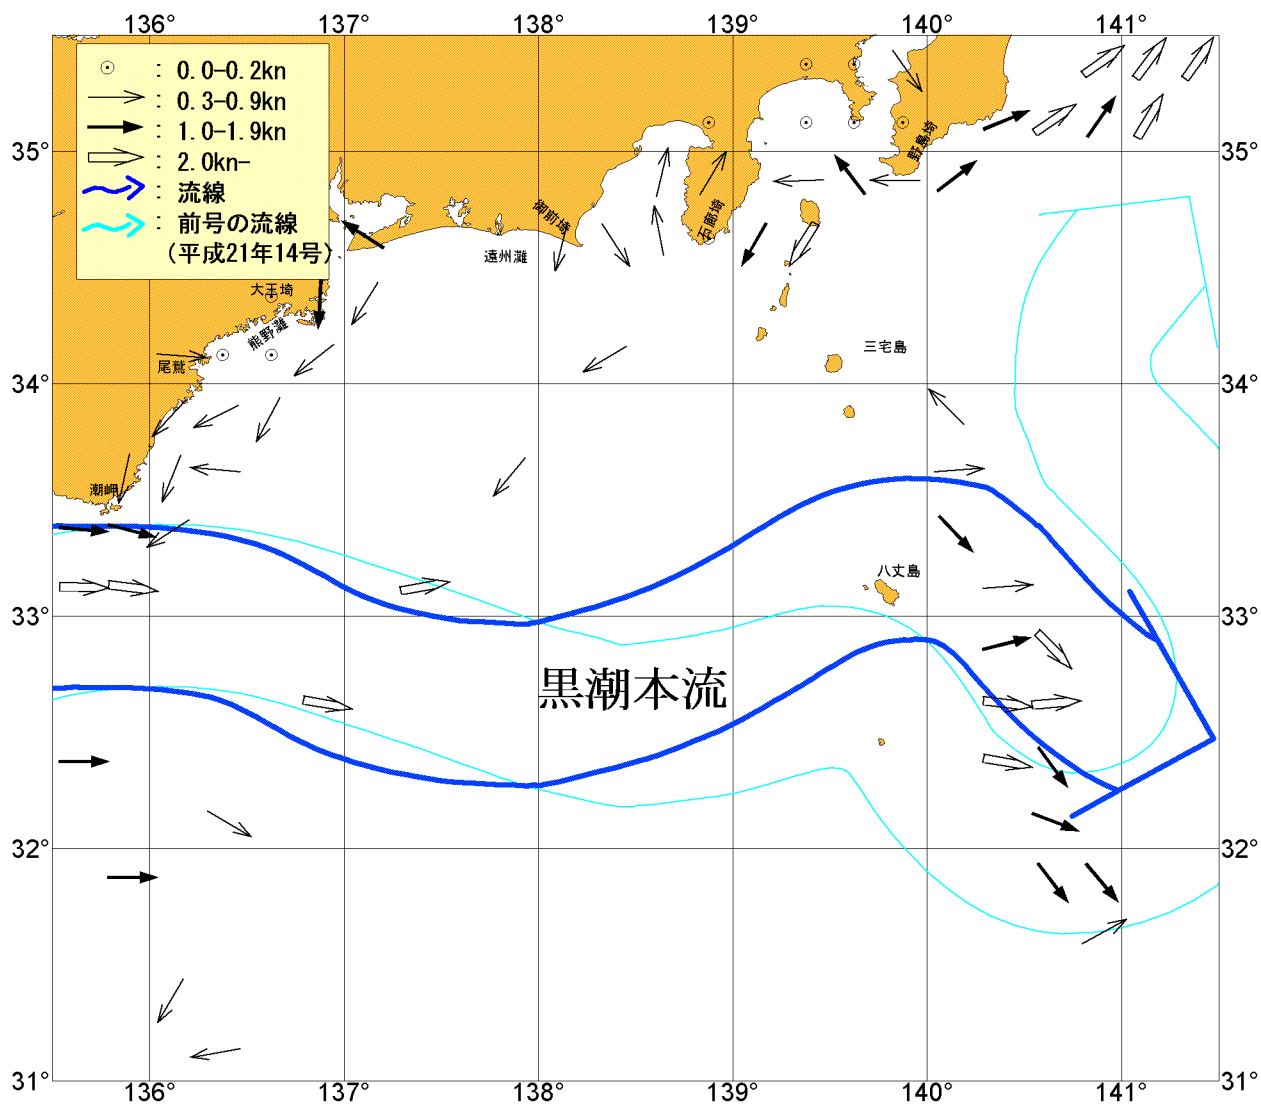 136° 137° 138° 139° 140° 141°
: 0.0-0.2kn
: 0.3-0.9kn
: 1.0-1.9kn
: 2.0kn-
: 流線
: 前号の流線
(平成21年14号)
35° 35°
野島埼
御前埼
石廊埼
遠州灘
大王埼
熊野灘
三宅島
尾鷲
34° 34°
潮岬
八丈島
33° 33°
黒潮本流
32° 32°
31° 31°
136° 137° 138° 139° 140° 141°